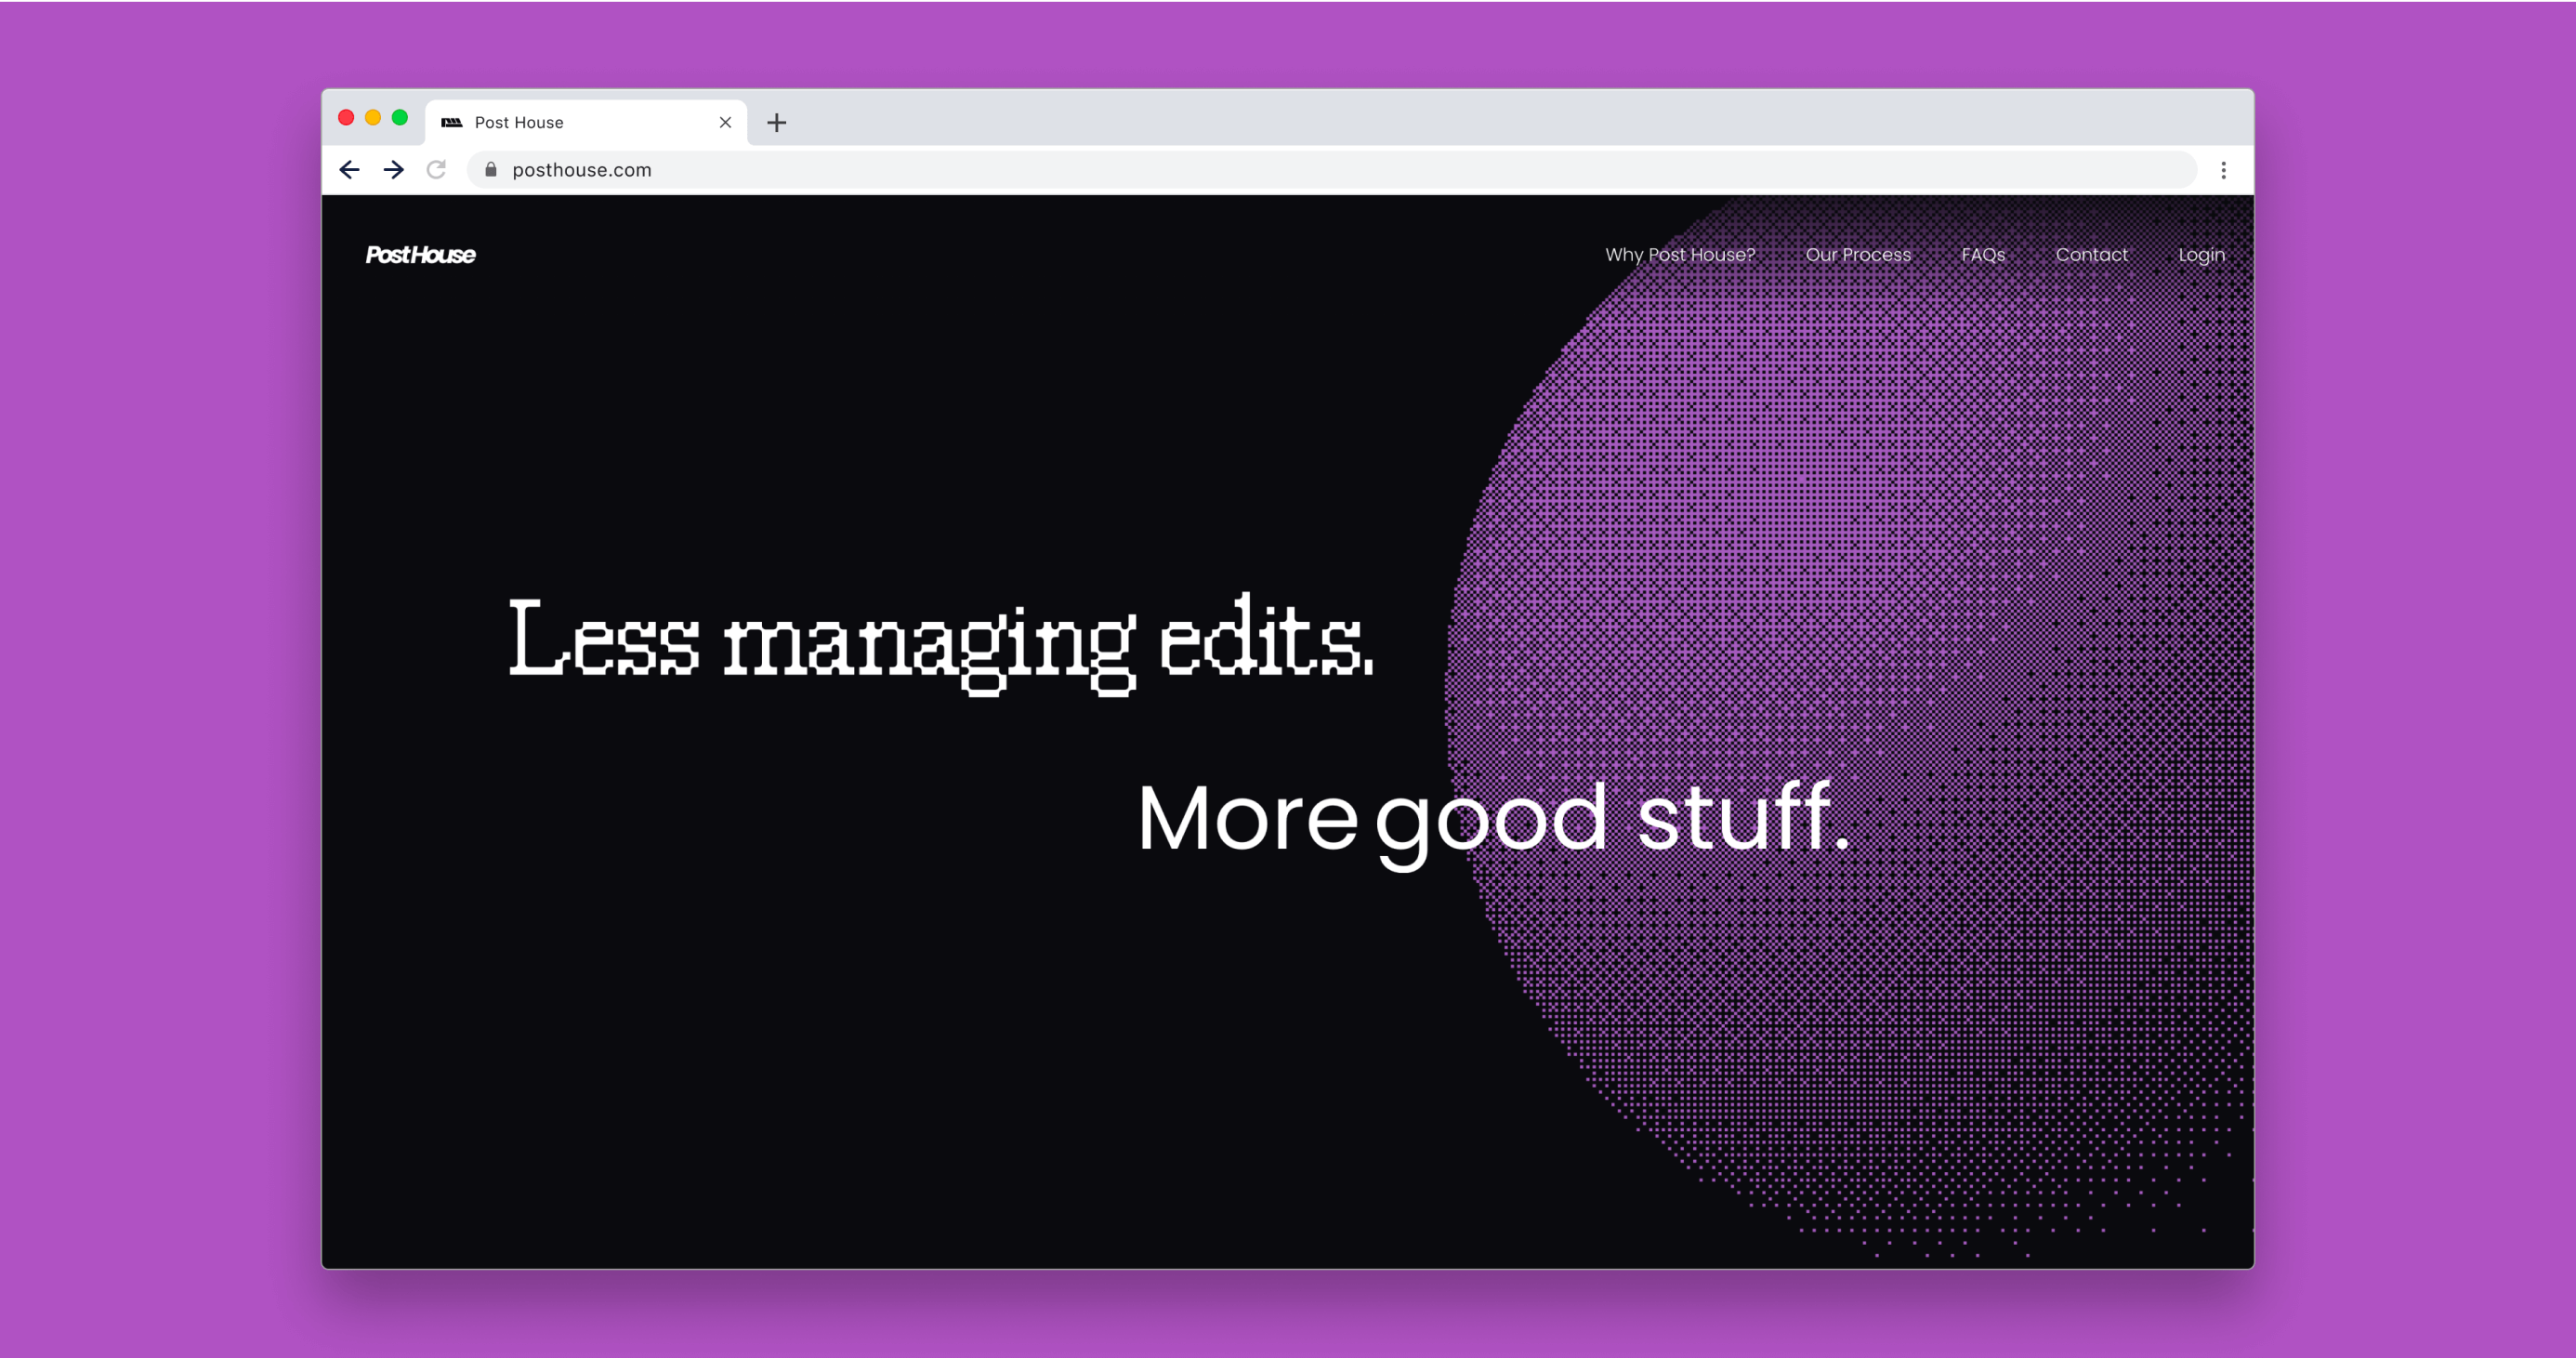 Post House
posthouse.com
PostHouse
Why Post House? Our Process FAQs Contact Login
Less managing edits.
More good stuff.